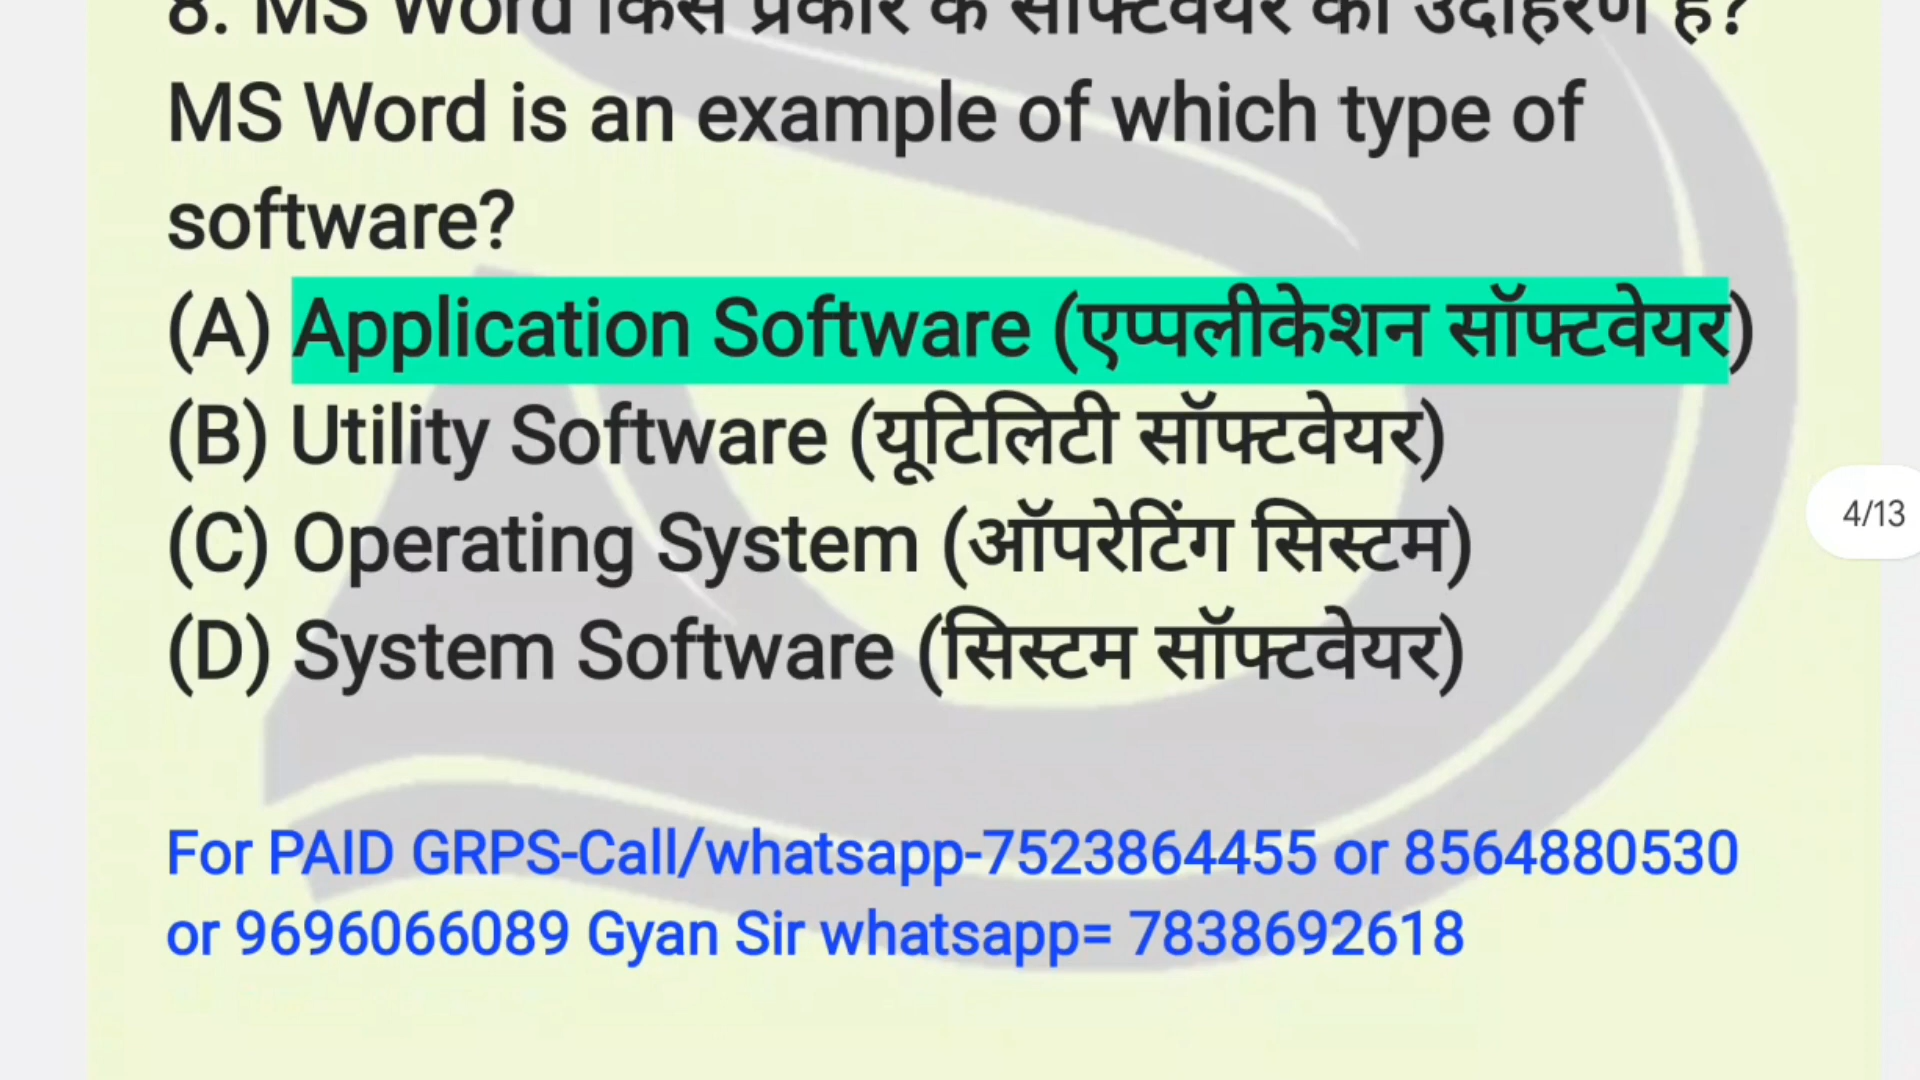 8. MS Word किस प्रकार के सॉफ्टवेयर का उदाहरण है?
MS Word is an example of which type of
software?
(A) Application Software (एप्पलीकेशन सॉफ्टवेयर)
(B) Utility Software (यूटिलिटी सॉफ्टवेयर)
(C) Operating System (ऑपरेटिंग सिस्टम)
(D) System Software (सिस्टम सॉफ्टवेयर)
4/13
For PAID GRPS-Call/whatsapp-7523864455 or 8564880530
or 9696066089 Gyan Sir whatsapp= 7838692618